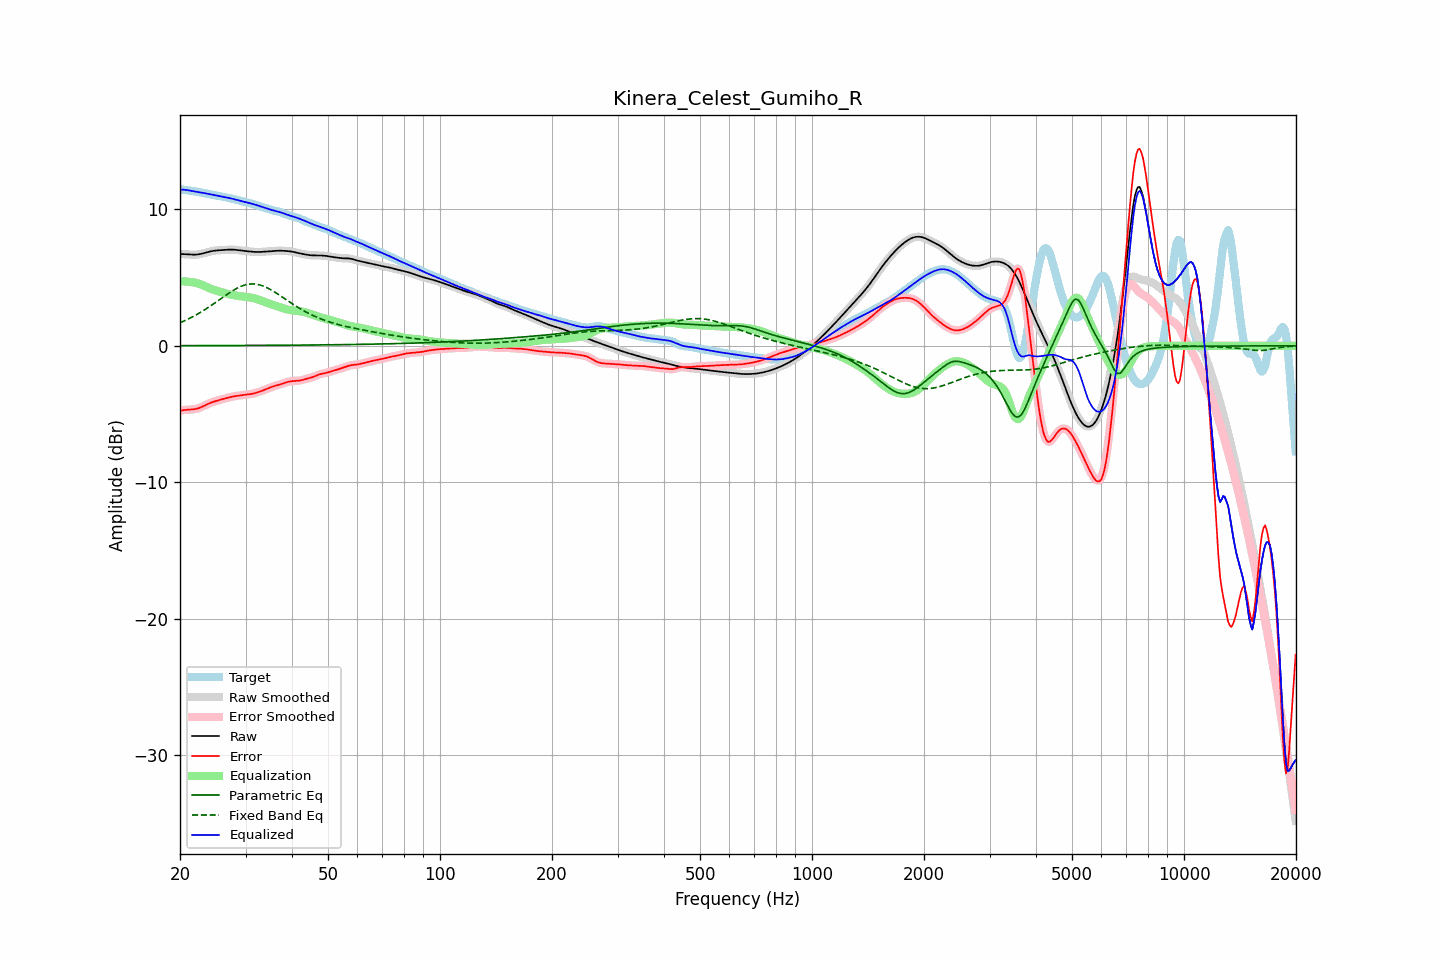 Kinera_Celest_Gumiho_R
Amplitude (dBr)
10
0
−10
−20
−30
Target
Raw Smoothed
Error Smoothed
Raw
Error
Equalization
Parametric Eq
Fixed Band Eq
Equalized
20 50 100 200 500 1000 2000 5000 10000 20000
Frequency (Hz)